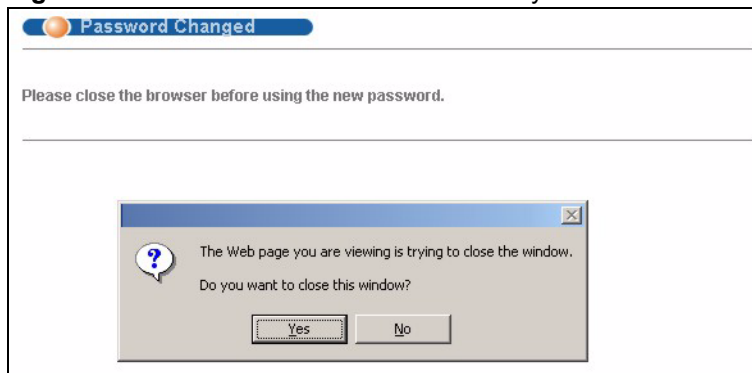 Password Changed
Please close the browser before using the new password.
The Web page you are viewing is trying to close the window.
Do you want to close this window?
Yes No